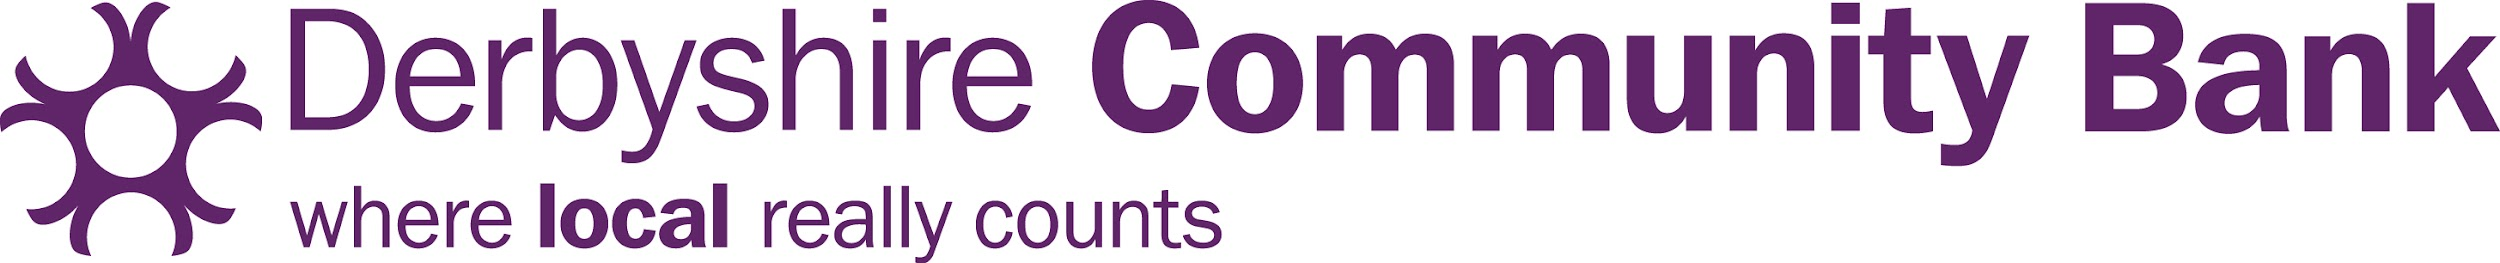 Derbyshire Community Bank
where local really counts